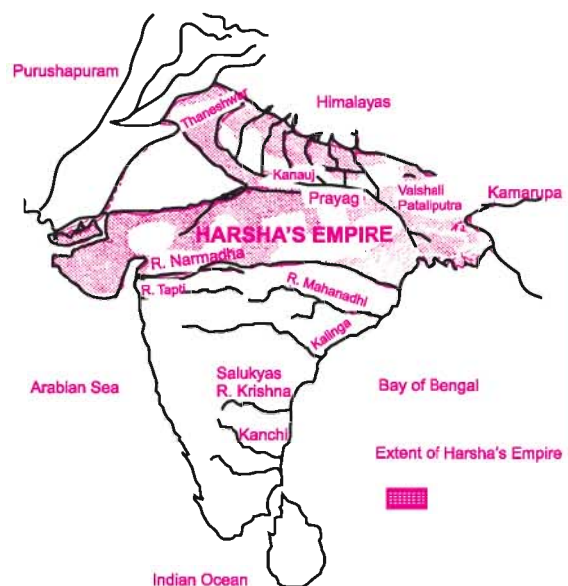 Purushapuram
Himalayas
Thaneshwar
Kanauj
Prayag
Vaishali
Pataliputra
Kamarupa
HARSHA'S EMPIRE
R. Narmadha
R. Tapti
R. Mahanadhi
Kalinga
Salukyas
R. Krishna
Arabian Sea
Bay of Bengal
Kanchi
Extent of Harsha's Empire
Indian Ocean